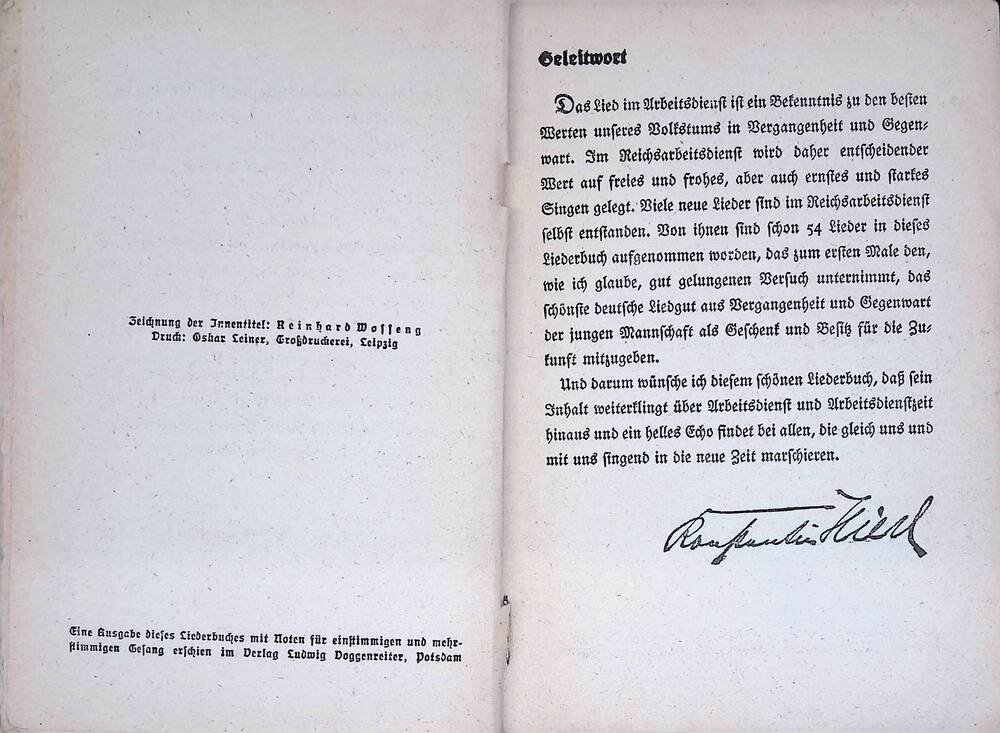 Zeichnung der Innentitel: Reinhard Wosseng
Druck: Oskar Leiner, Großdruckerei, Leipzig
Eine Ausgabe dieses Liederbuches mit Noten für einstimmigen und mehr-
stimmigen Gesang erschien im Verlag Ludwig Voggenreiter, Potsdam
Geleitwort
Das Lied im Arbeitsdienst ist ein Bekenntnis zu den besten
Werten unseres Volkstums in Vergangenheit und Gegen-
wart. Im Reichsarbeitsdienst wird daher entscheidender
Wert auf freies und frohes, aber auch ernstes und starkes
Singen gelegt. Viele neue Lieder sind im Reichsarbeitsdienst
selbst entstanden. Von ihnen sind schon 54 Lieder in dieses
Liederbuch aufgenommen worden, das zum ersten Male den,
wie ich glaube, gut gelungenen Versuch unternimmt, das
schönste deutsche Liedgut aus Vergangenheit und Gegenwart
der jungen Mannschaft als Geschenk und Besitz für die Zu-
kunft mitzugeben.
Und darum wünsche ich diesem schönen Liederbuch, daß sein
Inhalt weiterklingt über Arbeitsdienst und Arbeitsdienstzeit
hinaus und ein helles Echo findet bei allen, die gleich uns und
mit uns singend in die neue Zeit marschieren.
Konstantin Hierl